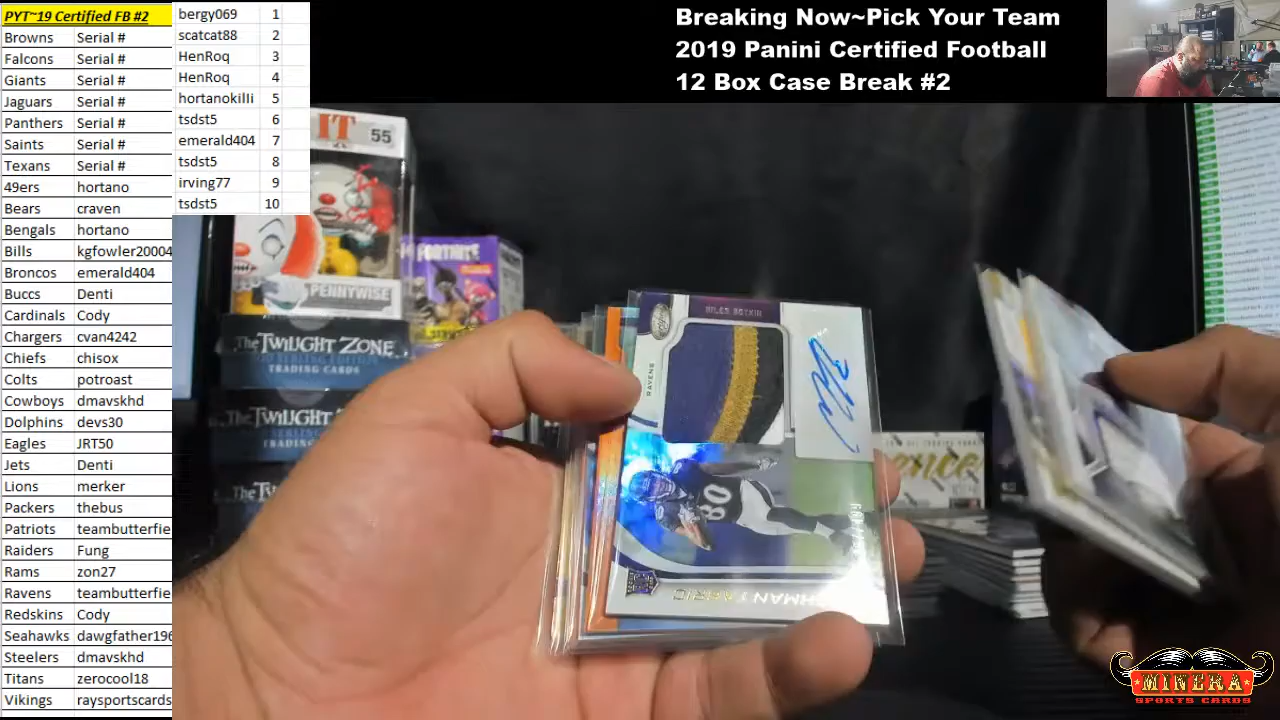 PYT~19 Certified FB #2
Browns Serial #
Falcons Serial #
Giants Serial #
Jaguars Serial #
Panthers Serial #
Saints Serial #
Texans Serial #
49ers hortano
Bears craven
Bengals hortano
Bills kgfowler20004
Broncos emerald404
Buccs Denti
Cardinals Cody
Chargers cvan4242
Chiefs chisox
Colts potroast
Cowboys dmavskhd
Dolphins devs30
Eagles JRT50
Jets Denti
Lions merker
Packers thebus
Patriots teambutterfie
Raiders Fung
Rams zon27
Ravens teambutterfie
Redskins Cody
Seahawks dawgfather196
Steelers dmavskhd
Titans zerocool18
Vikings raysportscards
bergy069 1
scatcat88 2
HenRoq 3
HenRoq 4
hortanokilli 5
tsdst5 6
emerald404 7
tsdst5 8
irving77 9
tsdst5 10
Breaking Now~Pick Your Team
2019 Panini Certified Football
12 Box Case Break #2
IT 55
PENNYWISE
FORTNITE
The TWILIGHT ZONE
TRADING CARDS
The TWILIGHT ZONE
The TWI
MILES BOYKIN
RAVENS
80
MINERA
SPORTS CARDS